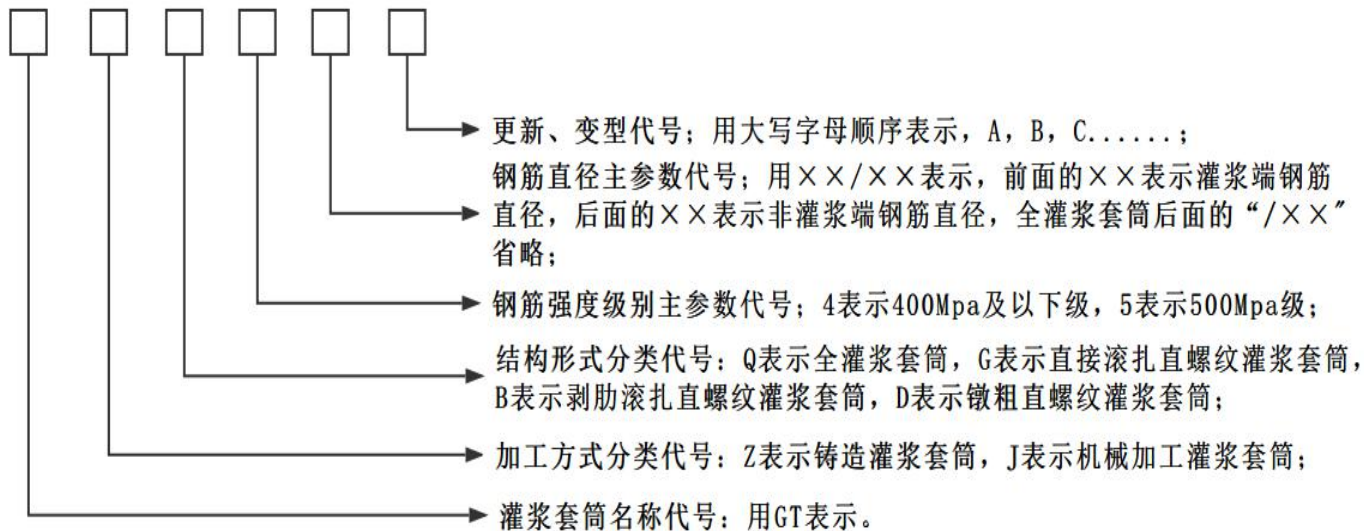 更新、变型代号；用大写字母顺序表示，A，B，C......；
钢筋直径主参数代号；用××/××表示，前面的××表示灌浆端钢筋
直径，后面的××表示非灌浆端钢筋直径，全灌浆套筒后面的“/××”
省略；
钢筋强度级别主参数代号；4表示400Mpa及以下级，5表示500Mpa级；
结构形式分类代号：Q表示全灌浆套筒，G表示直接滚扎直螺纹灌浆套筒，
B表示剥肋滚扎直螺纹灌浆套筒，D表示镦粗直螺纹灌浆套筒；
加工方式分类代号：Z表示铸造灌浆套筒，J表示机械加工灌浆套筒；
灌浆套筒名称代号：用GT表示。